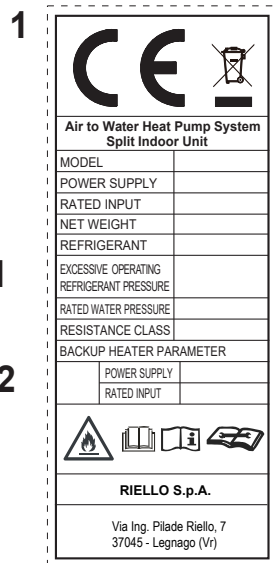 1
CE
Air to Water Heat Pump System
Split Indoor Unit
MODEL
POWER SUPPLY
RATED INPUT
NET WEIGHT
REFRIGERANT
EXCESSIVE OPERATING
REFRIGERANT PRESSURE
RATED WATER PRESSURE
RESISTANCE CLASS
BACKUP HEATER PARAMETER
POWER SUPPLY
RATED INPUT
2
i
RIELLO S.p.A.
Via Ing. Pilade Riello, 7
37045 - Legnago (Vr)